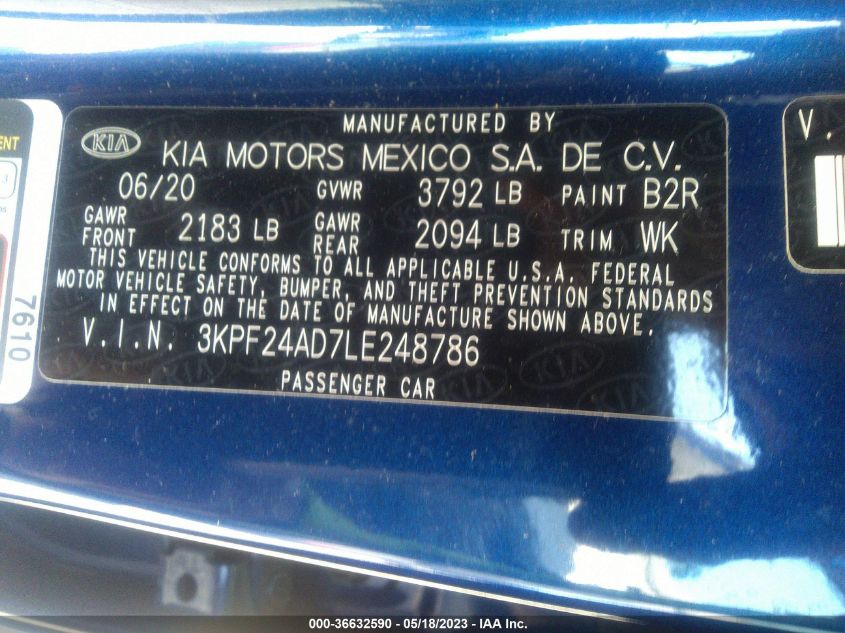 MANUFACTURED BY
KIA KIA MOTORS MEXICO S.A. DE C.V.
06/20 GVWR 3792 LB PAINT B2R
GAWR FRONT 2183 LB GAWR REAR 2094 LB TRIM WK
THIS VEHICLE CONFORMS TO ALL APPLICABLE U.S.A. FEDERAL
MOTOR VEHICLE SAFETY, BUMPER, AND THEFT PREVENTION STANDARDS
IN EFFECT ON THE DATE OF MANUFACTURE SHOWN ABOVE.
V.I.N. 3KPF24AD7LE248786
PASSENGER CAR
7610
V.
000-36632590 - 05/18/2023 - IAA Inc.